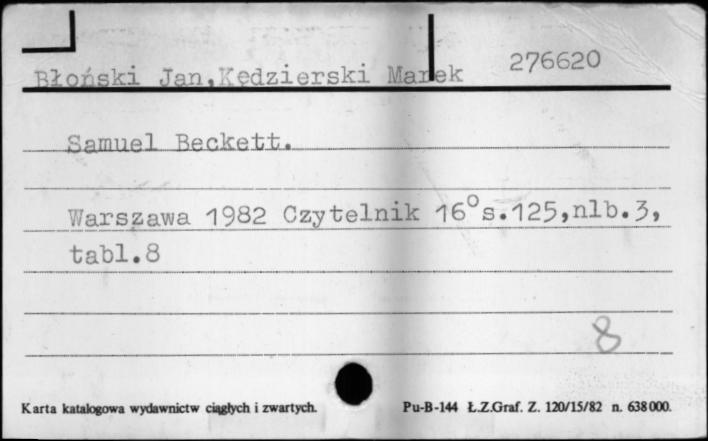 Błoński Jan,Kędzierski Marek 276620
Samuel Beckett.
Warszawa 1982 Czytelnik 16°s.125,nlb.3,
tabl.8
8
Karta katalogowa wydawnictw ciągłych i zwartych. Pu-B-144 Ł.Z.Graf. Z. 120/15/82 n. 638000.